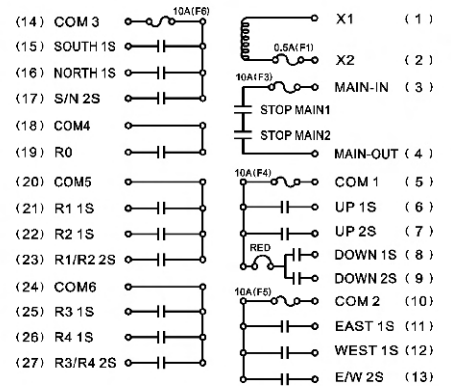 (14) COM 3 10A(F6)
(15) SOUTH 1S
(16) NORTH 1S
(17) S/N 2S
(18) COM4
(19) R0
(20) COM5
(21) R1 1S
(22) R2 1S
(23) R1/R2 2S
(24) COM6
(25) R3 1S
(26) R4 1S
(27) R3/R4 2S
X1 (1)
0.5A(F1)
X2 (2)
10A(F3)
MAIN-IN (3)
STOP MAIN1
STOP MAIN2
MAIN-OUT (4)
10A(F4)
COM 1 (5)
UP 1S (6)
UP 2S (7)
RED
DOWN 1S (8)
DOWN 2S (9)
10A(F5)
COM 2 (10)
EAST 1S (11)
WEST 1S (12)
E/W 2S (13)